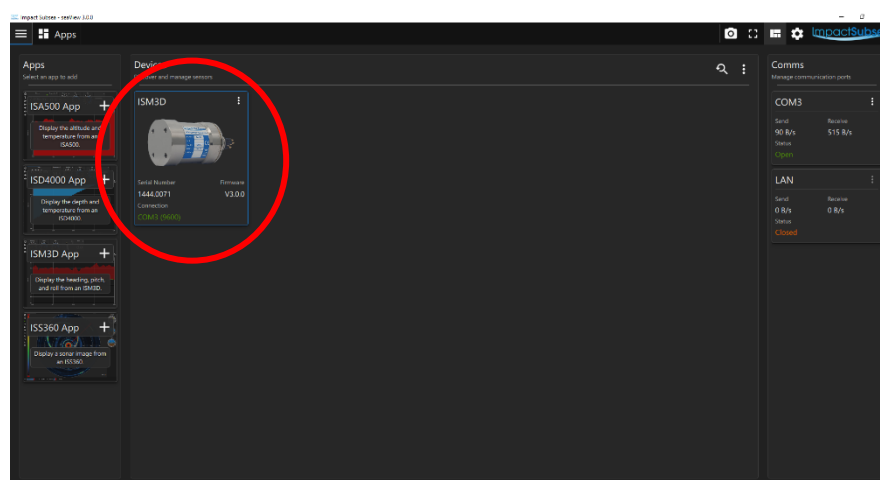 Impact Subsea - seaView 3.0.0
Apps
ImpactSubse
Apps
Select an app to add
ISA500 App
Display the altitude and
temperature from an
ISA500.
ISD4000 App
Display the depth and
temperature from an
ISD4000.
ISM3D App
Display the heading, pitch,
and roll from an ISM3D.
ISS360 App
Display a sonar image from
an ISS360
Devic
and manage sensors
ISM3D
Serial Number
Firmware
1444.0071
V3.0.0
Connection
COM3 (9600)
Comms
Manage communication ports
COM3
Send
Receive
90 B/s
515 B/s
Status
Open
LAN
Send
Receive
0 B/s
0 B/s
Status
Closed